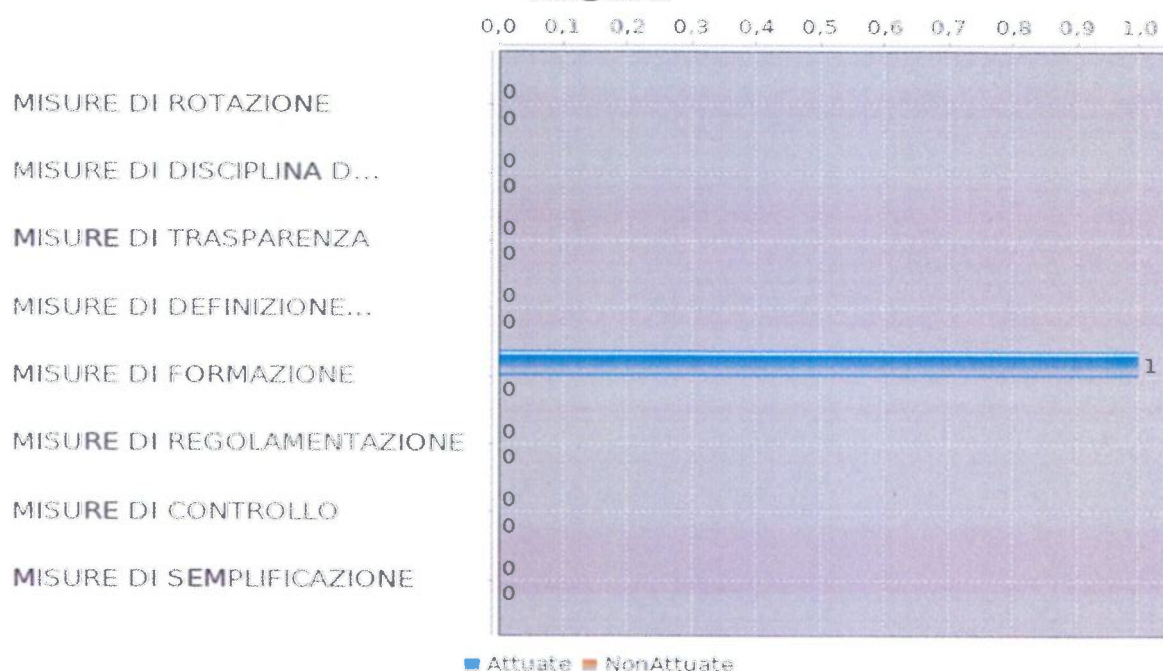 0,0 0,1 0,2 0,3 0,4 0,5 0,6 0,7 0,8 0,9 1,0
MISURE DI ROTAZIONE 0
0
MISURE DI DISCIPLINA D... 0
0
MISURE DI TRASPARENZA 0
0
MISURE DI DEFINIZIONE... 0
0
MISURE DI FORMAZIONE 1
0
MISURE DI REGOLAMENTAZIONE 0
0
MISURE DI CONTROLLO 0
0
MISURE DI SEMPLIFICAZIONE 0
0
Attuate NonAttuate